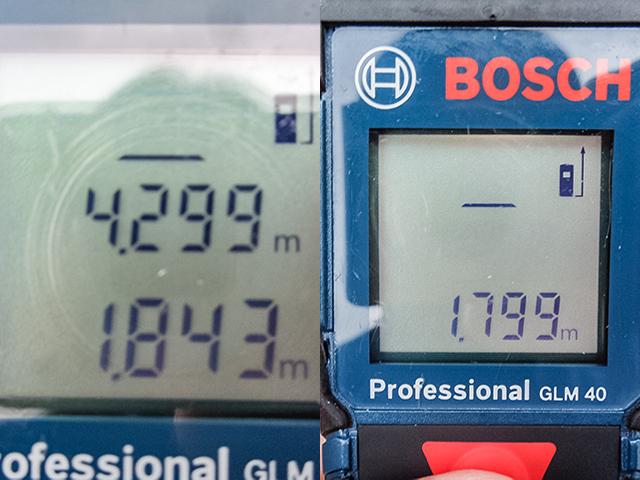 4.299 m
1.843 m
rofessional GLM
BOSCH
1.799 m
Professional GLM 40